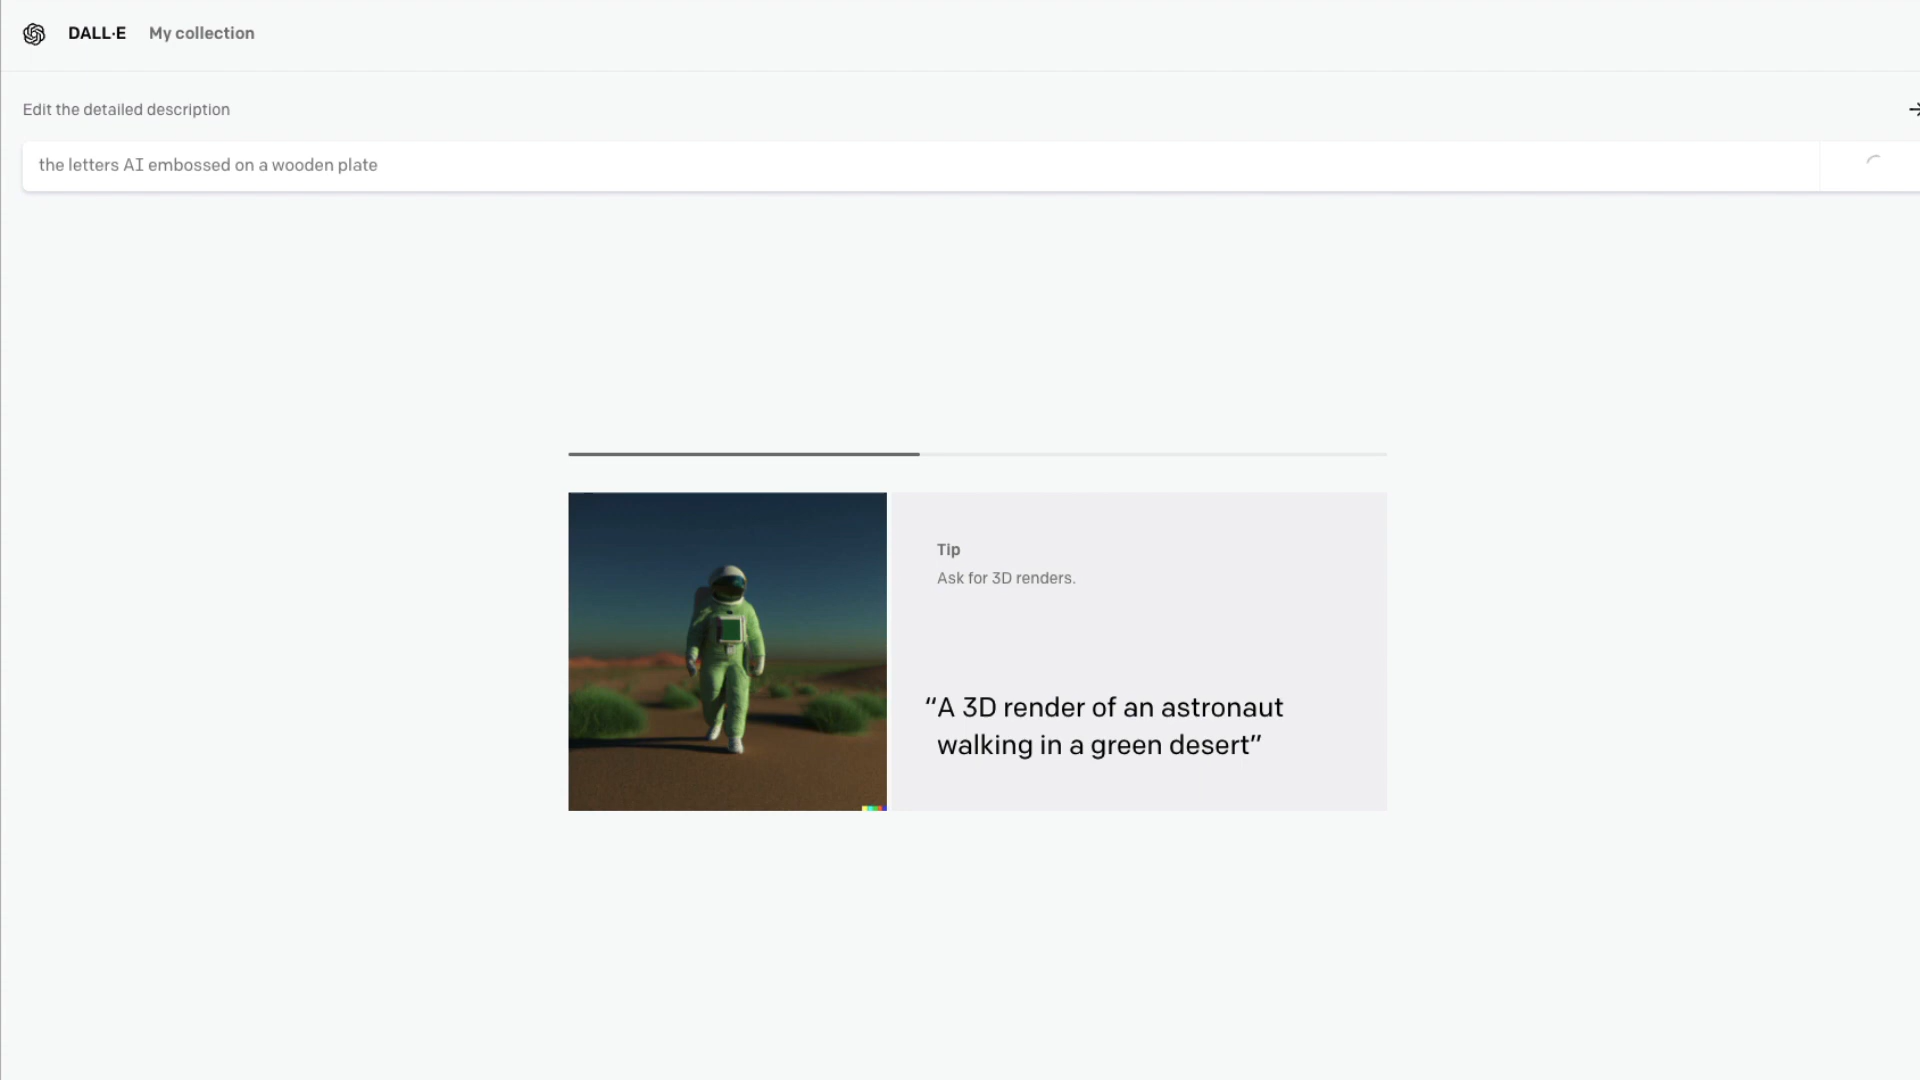 DALL·E My collection
Edit the detailed description
the letters AI embossed on a wooden plate
Tip
Ask for 3D renders.
“A 3D render of an astronaut
walking in a green desert”